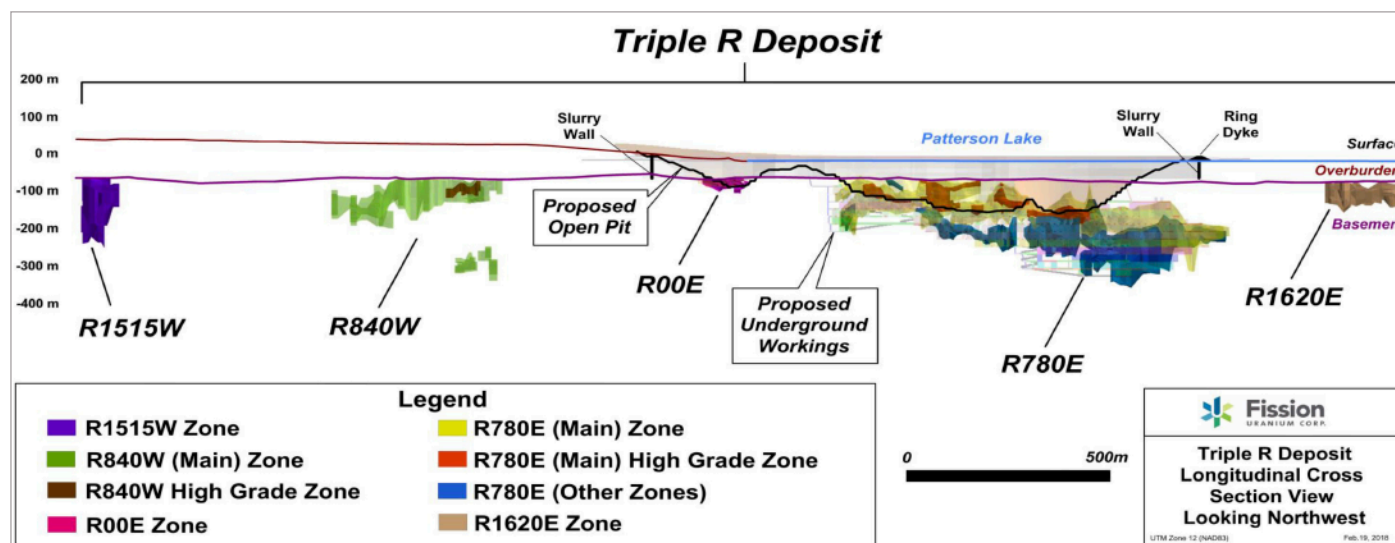 Triple R Deposit
200 m
100 m
0 m
-100 m
-200 m
-300 m
-400 m
Slurry
Wall
Patterson Lake
Slurry
Wall
Ring
Dyke
Surface
Overburden
Basement
Proposed
Open Pit
Proposed
Underground
Workings
R1515W
R840W
R00E
R780E
R1620E
Legend
R1515W Zone
R840W (Main) Zone
R840W High Grade Zone
R00E Zone
R780E (Main) Zone
R780E (Main) High Grade Zone
R780E (Other Zones)
R1620E Zone
0 500m
Fission
URANIUM CORP.
Triple R Deposit
Longitudinal Cross
Section View
Looking Northwest
UTM Zone 12 (NAD83) Feb.19, 2018